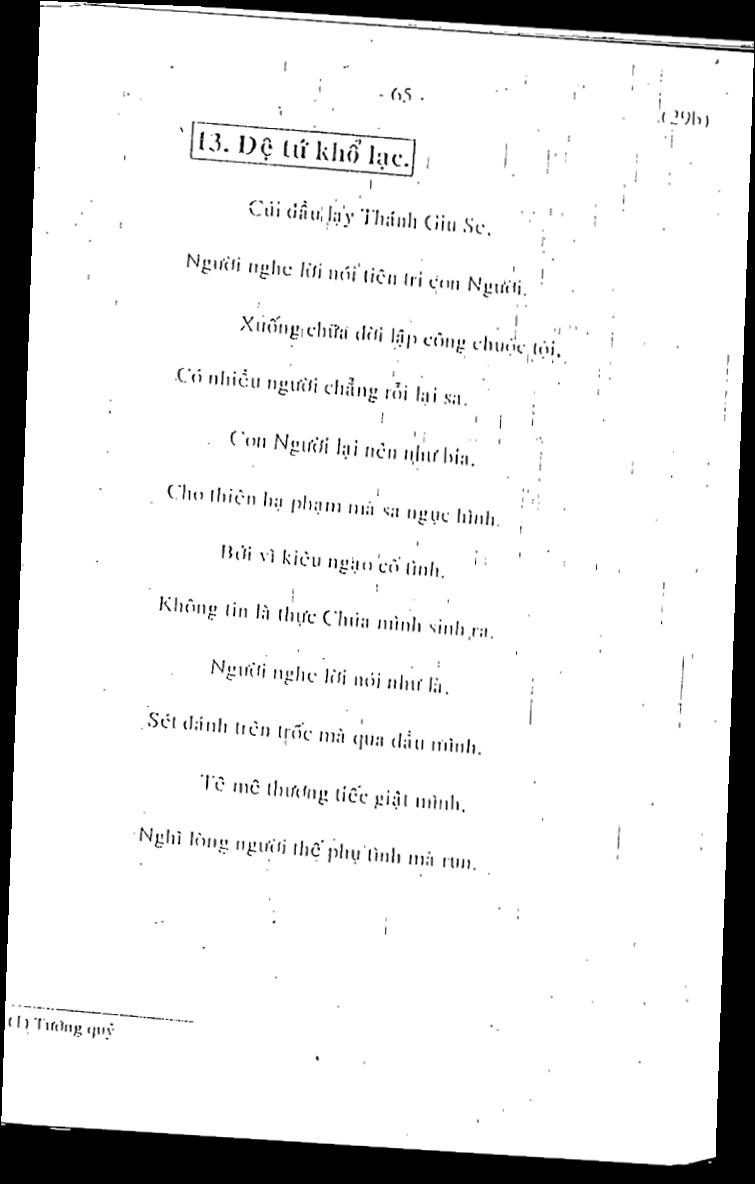 - 65 -
(29b)
13. Dệ tứ khổ lạc.
Cúi đầu lạy Thánh Giu Se.
Người nghe lời nói tiên tri con Người.
Xuống chữa đời lập công chuộc tội.
Có nhiều người chẳng rỗi lại sa.
Con Người lại nên như bia.
Cho thiên hạ phạm mà sa ngục hình.
Bởi vì kiêu ngạo cố tình.
Không tin là thực Chúa mình sinh ra.
Người nghe lời nói như là.
Sét đánh trên trốc mà qua đầu mình.
Tê mê thương tiếc giật mình.
Nghì lòng người thế phụ tình mà run.
(1) Tướng quỷ